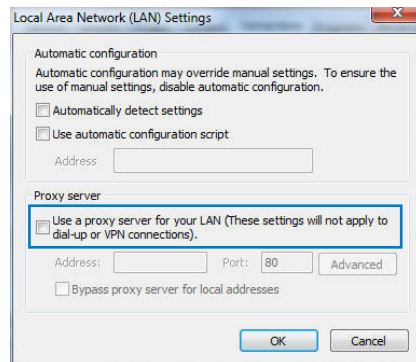 Local Area Network (LAN) Settings
Automatic configuration
Automatic configuration may override manual settings. To ensure the
use of manual settings, disable automatic configuration.
Automatically detect settings
Use automatic configuration script
Address
Proxy server
Use a proxy server for your LAN (These settings will not apply to
dial-up or VPN connections).
Address:
Port:
80
Advanced
Bypass proxy server for local addresses
OK
Cancel